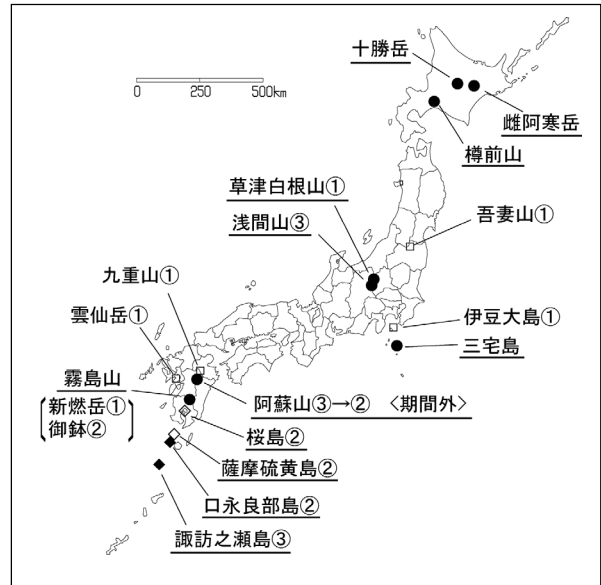 十勝岳
0 250 500km
雌阿寒岳
樽前山
草津白根山①
吾妻山①
浅間山③
九重山①
雲仙岳①
伊豆大島①
三宅島
霧島山
新燃岳①
御鉢②
阿蘇山③→② 〈期間外〉
桜島②
薩摩硫黄島②
口永良部島②
諏訪之瀬島③